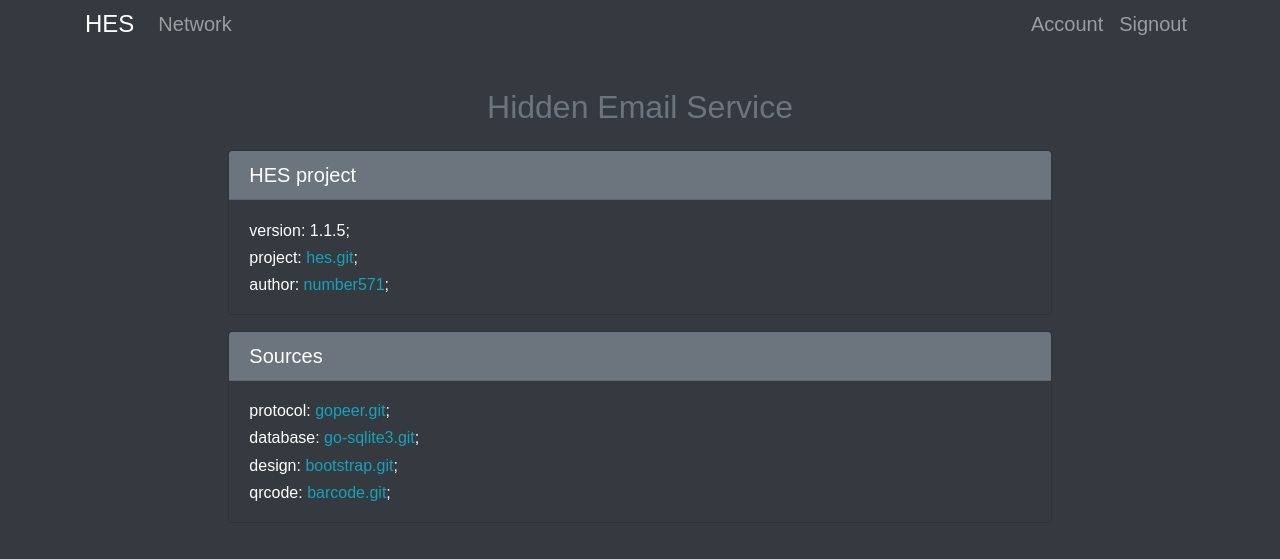 HES Network Account Signout
Hidden Email Service
HES project
version: 1.1.5;
project: hes.git;
author: number571;
Sources
protocol: gopeer.git;
database: go-sqlite3.git;
design: bootstrap.git;
qrcode: barcode.git;